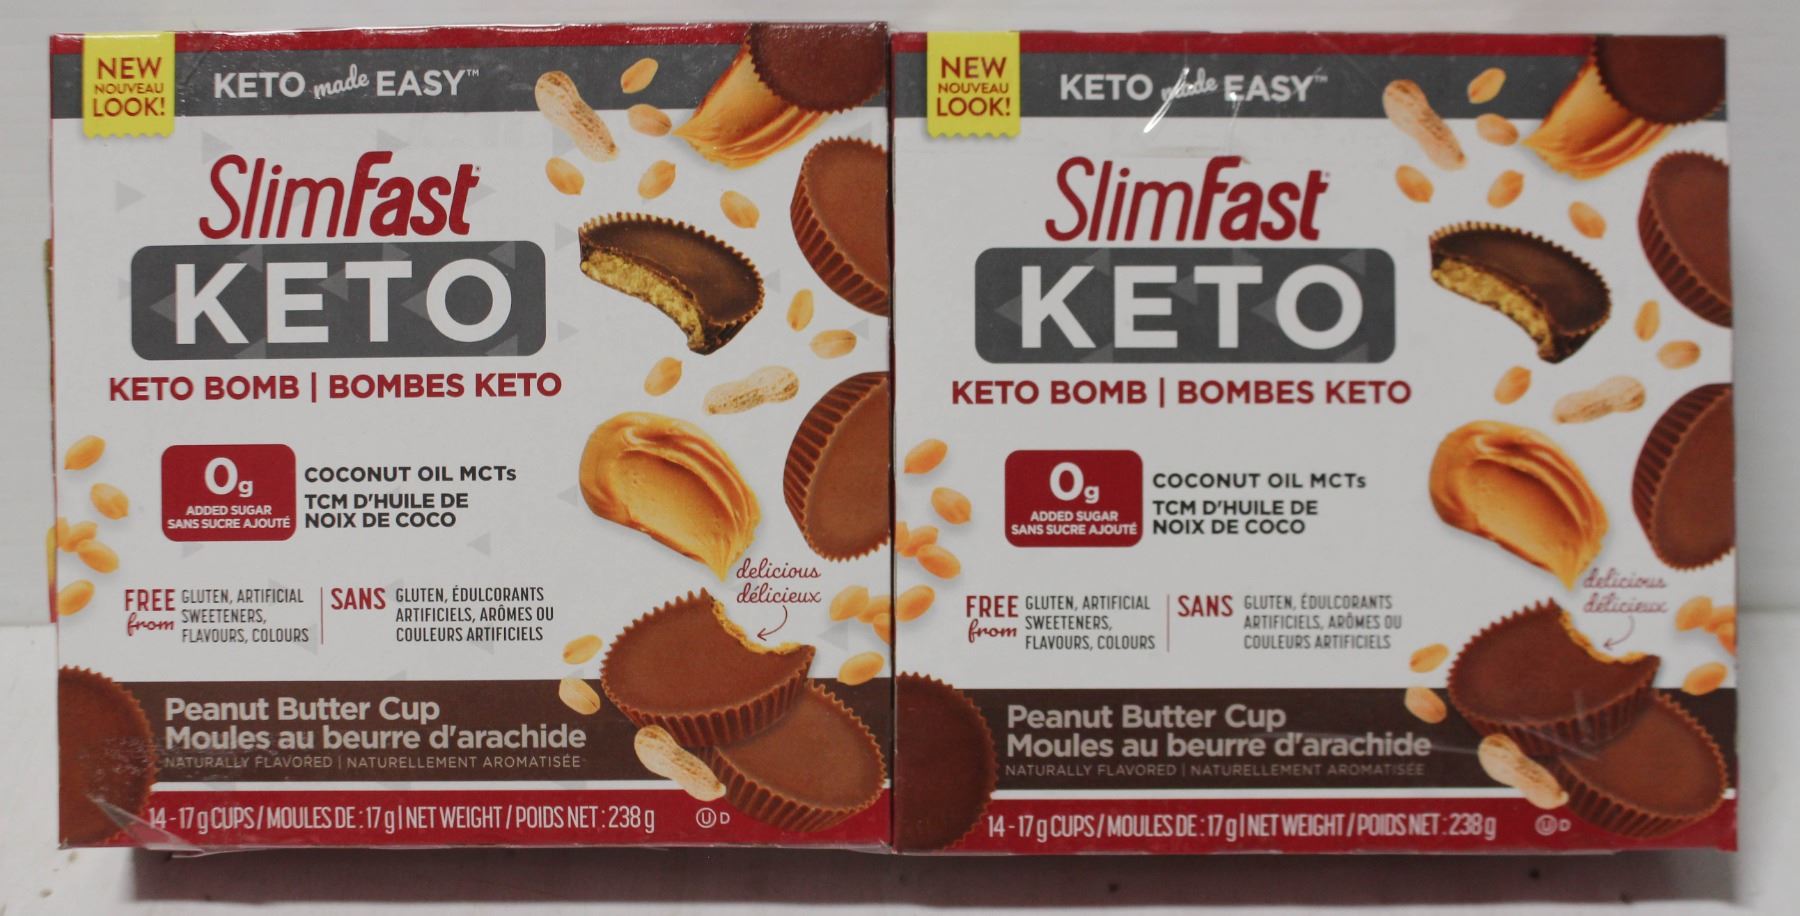 NEW
NOUVEAU
LOOK!
KETO made EASY™
SlimFast
KETO
KETO BOMB | BOMBES KETO
0g
ADDED SUGAR
SANS SUCRE AJOUTÉ
COCONUT OIL MCTs
TCM D'HUILE DE
NOIX DE COCO
delicious
délicieux
FREE from
GLUTEN, ARTIFICIAL
SWEETENERS,
FLAVOURS, COLOURS
SANS
GLUTEN, ÉDULCORANTS
ARTIFICIELS, ARÔMES OU
COULEURS ARTIFICIELS
Peanut Butter Cup
Moules au beurre d'arachide
NATURALLY FLAVORED | NATURELLEMENT AROMATISÉE
14-17 g CUPS / MOULES DE : 17 g | NET WEIGHT / POIDS NET : 238 g
U D
NEW
NOUVEAU
LOOK!
KETO made EASY™
SlimFast
KETO
KETO BOMB | BOMBES KETO
0g
ADDED SUGAR
SANS SUCRE AJOUTÉ
COCONUT OIL MCTs
TCM D'HUILE DE
NOIX DE COCO
delicious
délicieux
FREE from
GLUTEN, ARTIFICIAL
SWEETENERS,
FLAVOURS, COLOURS
SANS
GLUTEN, ÉDULCORANTS
ARTIFICIELS, ARÔMES OU
COULEURS ARTIFICIELS
Peanut Butter Cup
Moules au beurre d'arachide
NATURALLY FLAVORED | NATURELLEMENT AROMATISÉE
14-17 g CUPS / MOULES DE : 17 g | NET WEIGHT / POIDS NET : 238 g
U D